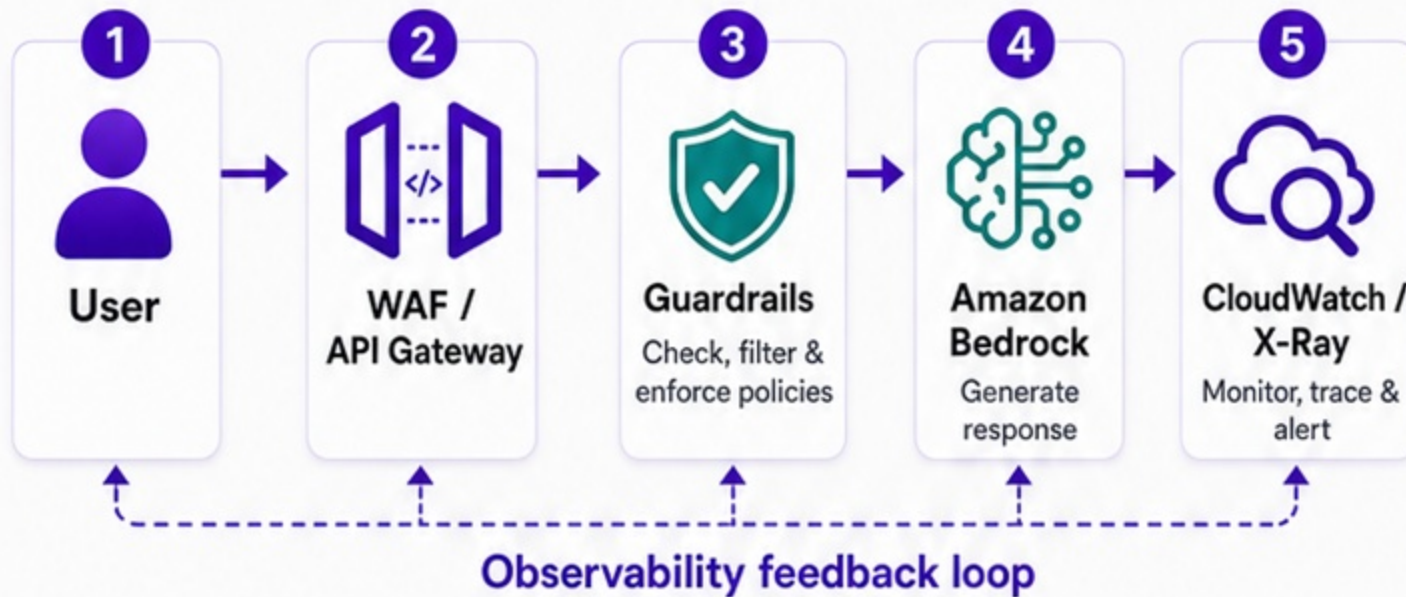 1
2
3
4
5
</>
User
WAF /
API Gateway
Guardrails
Check, filter &
enforce policies
Amazon
Bedrock
Generate
response
CloudWatch /
X-Ray
Monitor, trace &
alert
Observability feedback loop